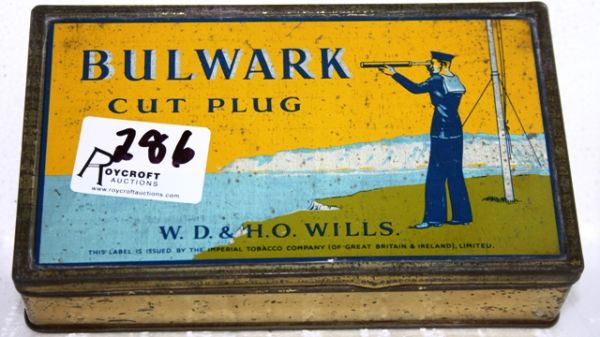 BULWARK
CUT PLUG
286
ROYCROFT
AUCTIONS
www.roycroftauctions.com
W. D. & H.O. WILLS.
THIS LABEL IS ISSUED BY THE IMPERIAL TOBACCO COMPANY (OF GREAT BRITAIN & IRELAND), LIMITED.